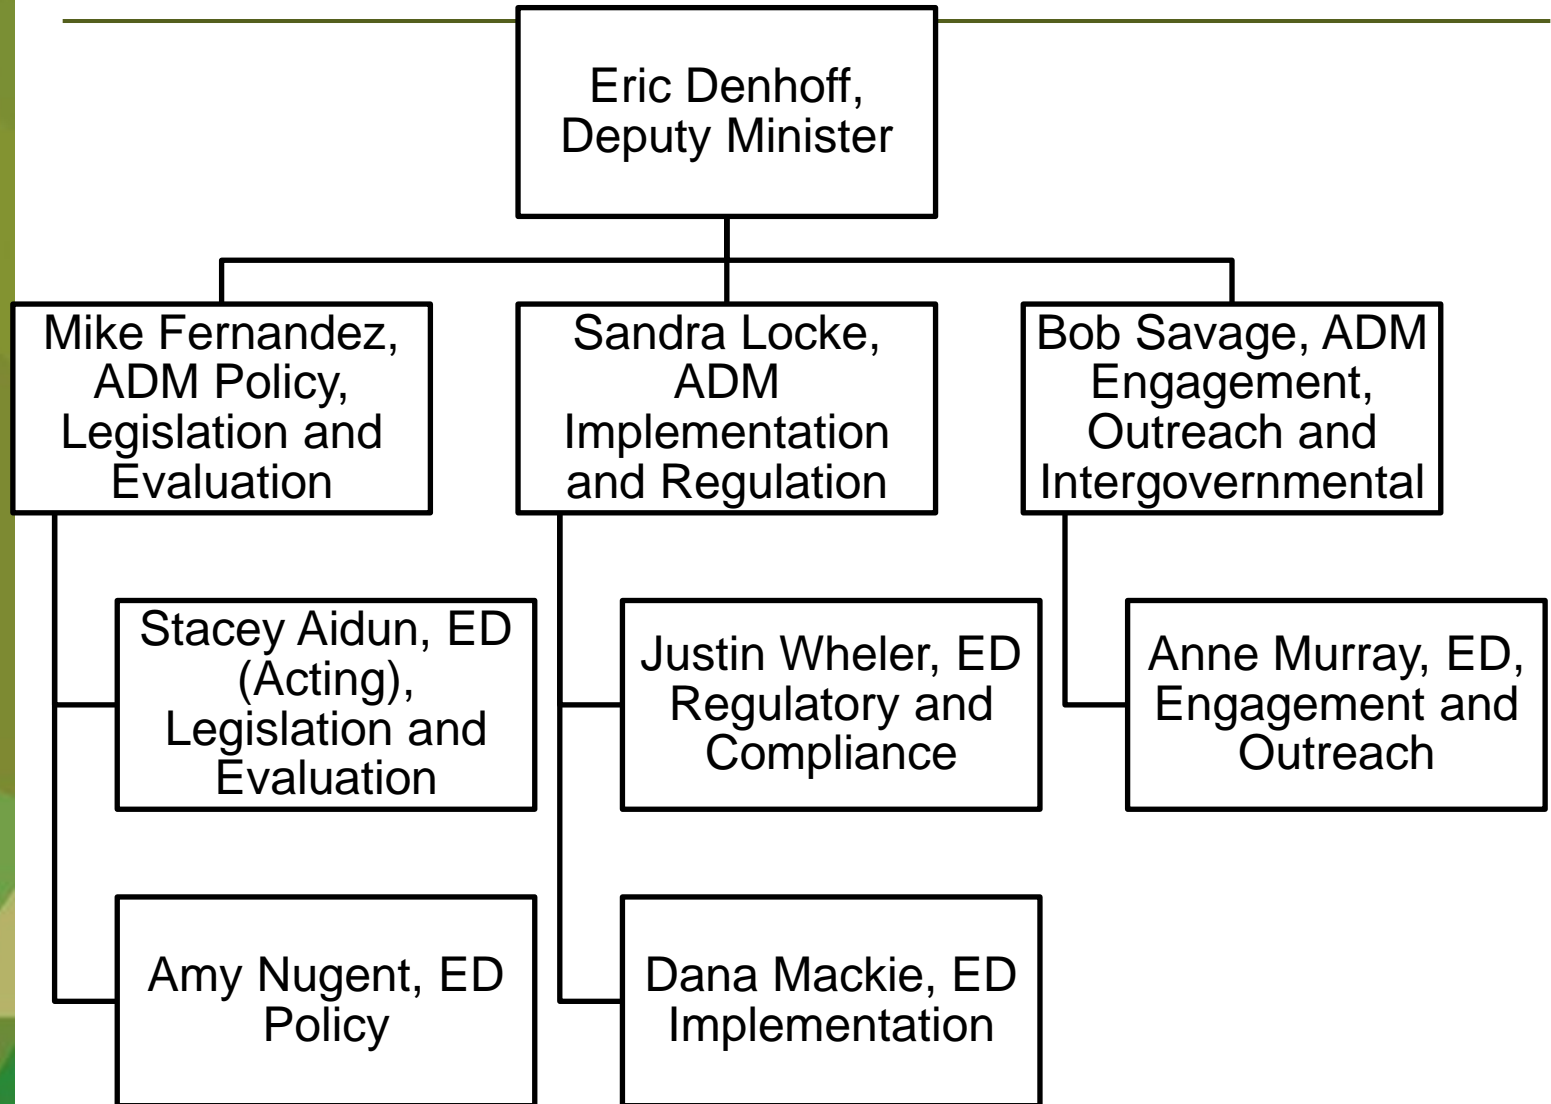 Eric Denhoff,
Deputy Minister
Mike Fernandez,
ADM Policy,
Legislation and
Evaluation
Sandra Locke,
ADM
Implementation
and Regulation
Bob Savage, ADM
Engagement,
Outreach and
Intergovernmental
Stacey Aidun, ED
(Acting),
Legislation and
Evaluation
Justin Wheler, ED
Regulatory and
Compliance
Anne Murray, ED,
Engagement and
Outreach
Amy Nugent, ED
Policy
Dana Mackie, ED
Implementation